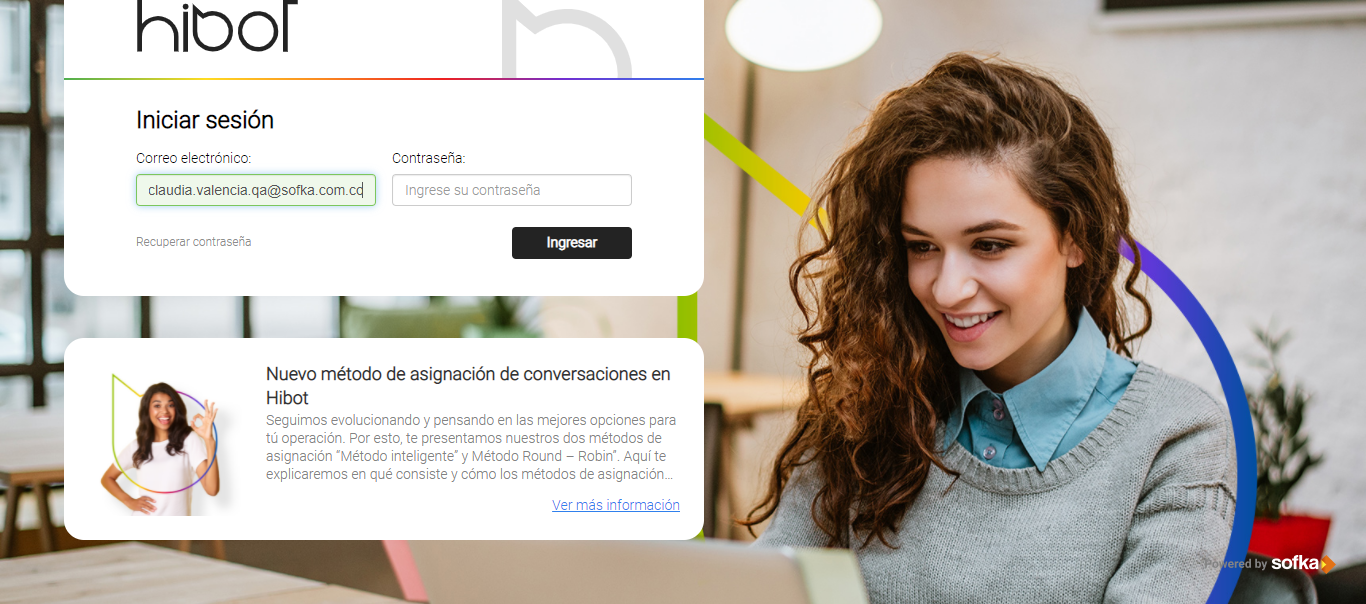 hibot
Iniciar sesión
Correo electrónico:
Contraseña:
claudia.valencia.qa@sofka.com.cc
Ingrese su contraseña
Recuperar contraseña
Ingresar
Nuevo método de asignación de conversaciones en
Hibot
Seguimos evolucionando y pensando en las mejores opciones para
tú operación. Por esto, te presentamos nuestros dos métodos de
asignación “Método inteligente” y Método Round – Robin”. Aquí te
explicaremos en qué consiste y cómo los métodos de asignación...
Ver más información
Powered by sofka